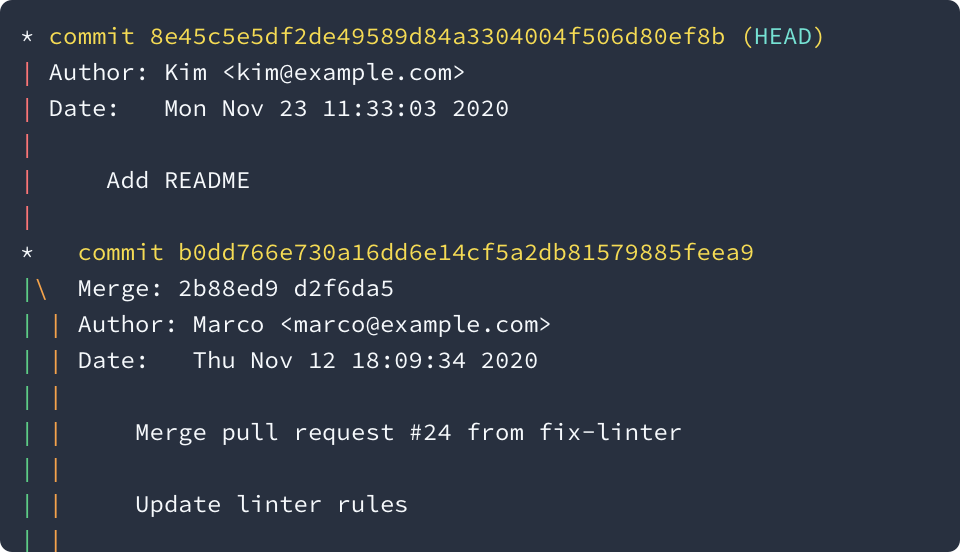 * commit 8e45c5e5df2de49589d84a3304004f506d80ef8b (HEAD)
| Author: Kim <kim@example.com>
| Date:   Mon Nov 23 11:33:03 2020
|
|     Add README
|
*   commit b0dd766e730a16dd6e14cf5a2db81579885feea9
|\  Merge: 2b88ed9 d2f6da5
| | Author: Marco <marco@example.com>
| | Date:   Thu Nov 12 18:09:34 2020
| |
| |     Merge pull request #24 from fix-linter
| |
| |     Update linter rules
| |